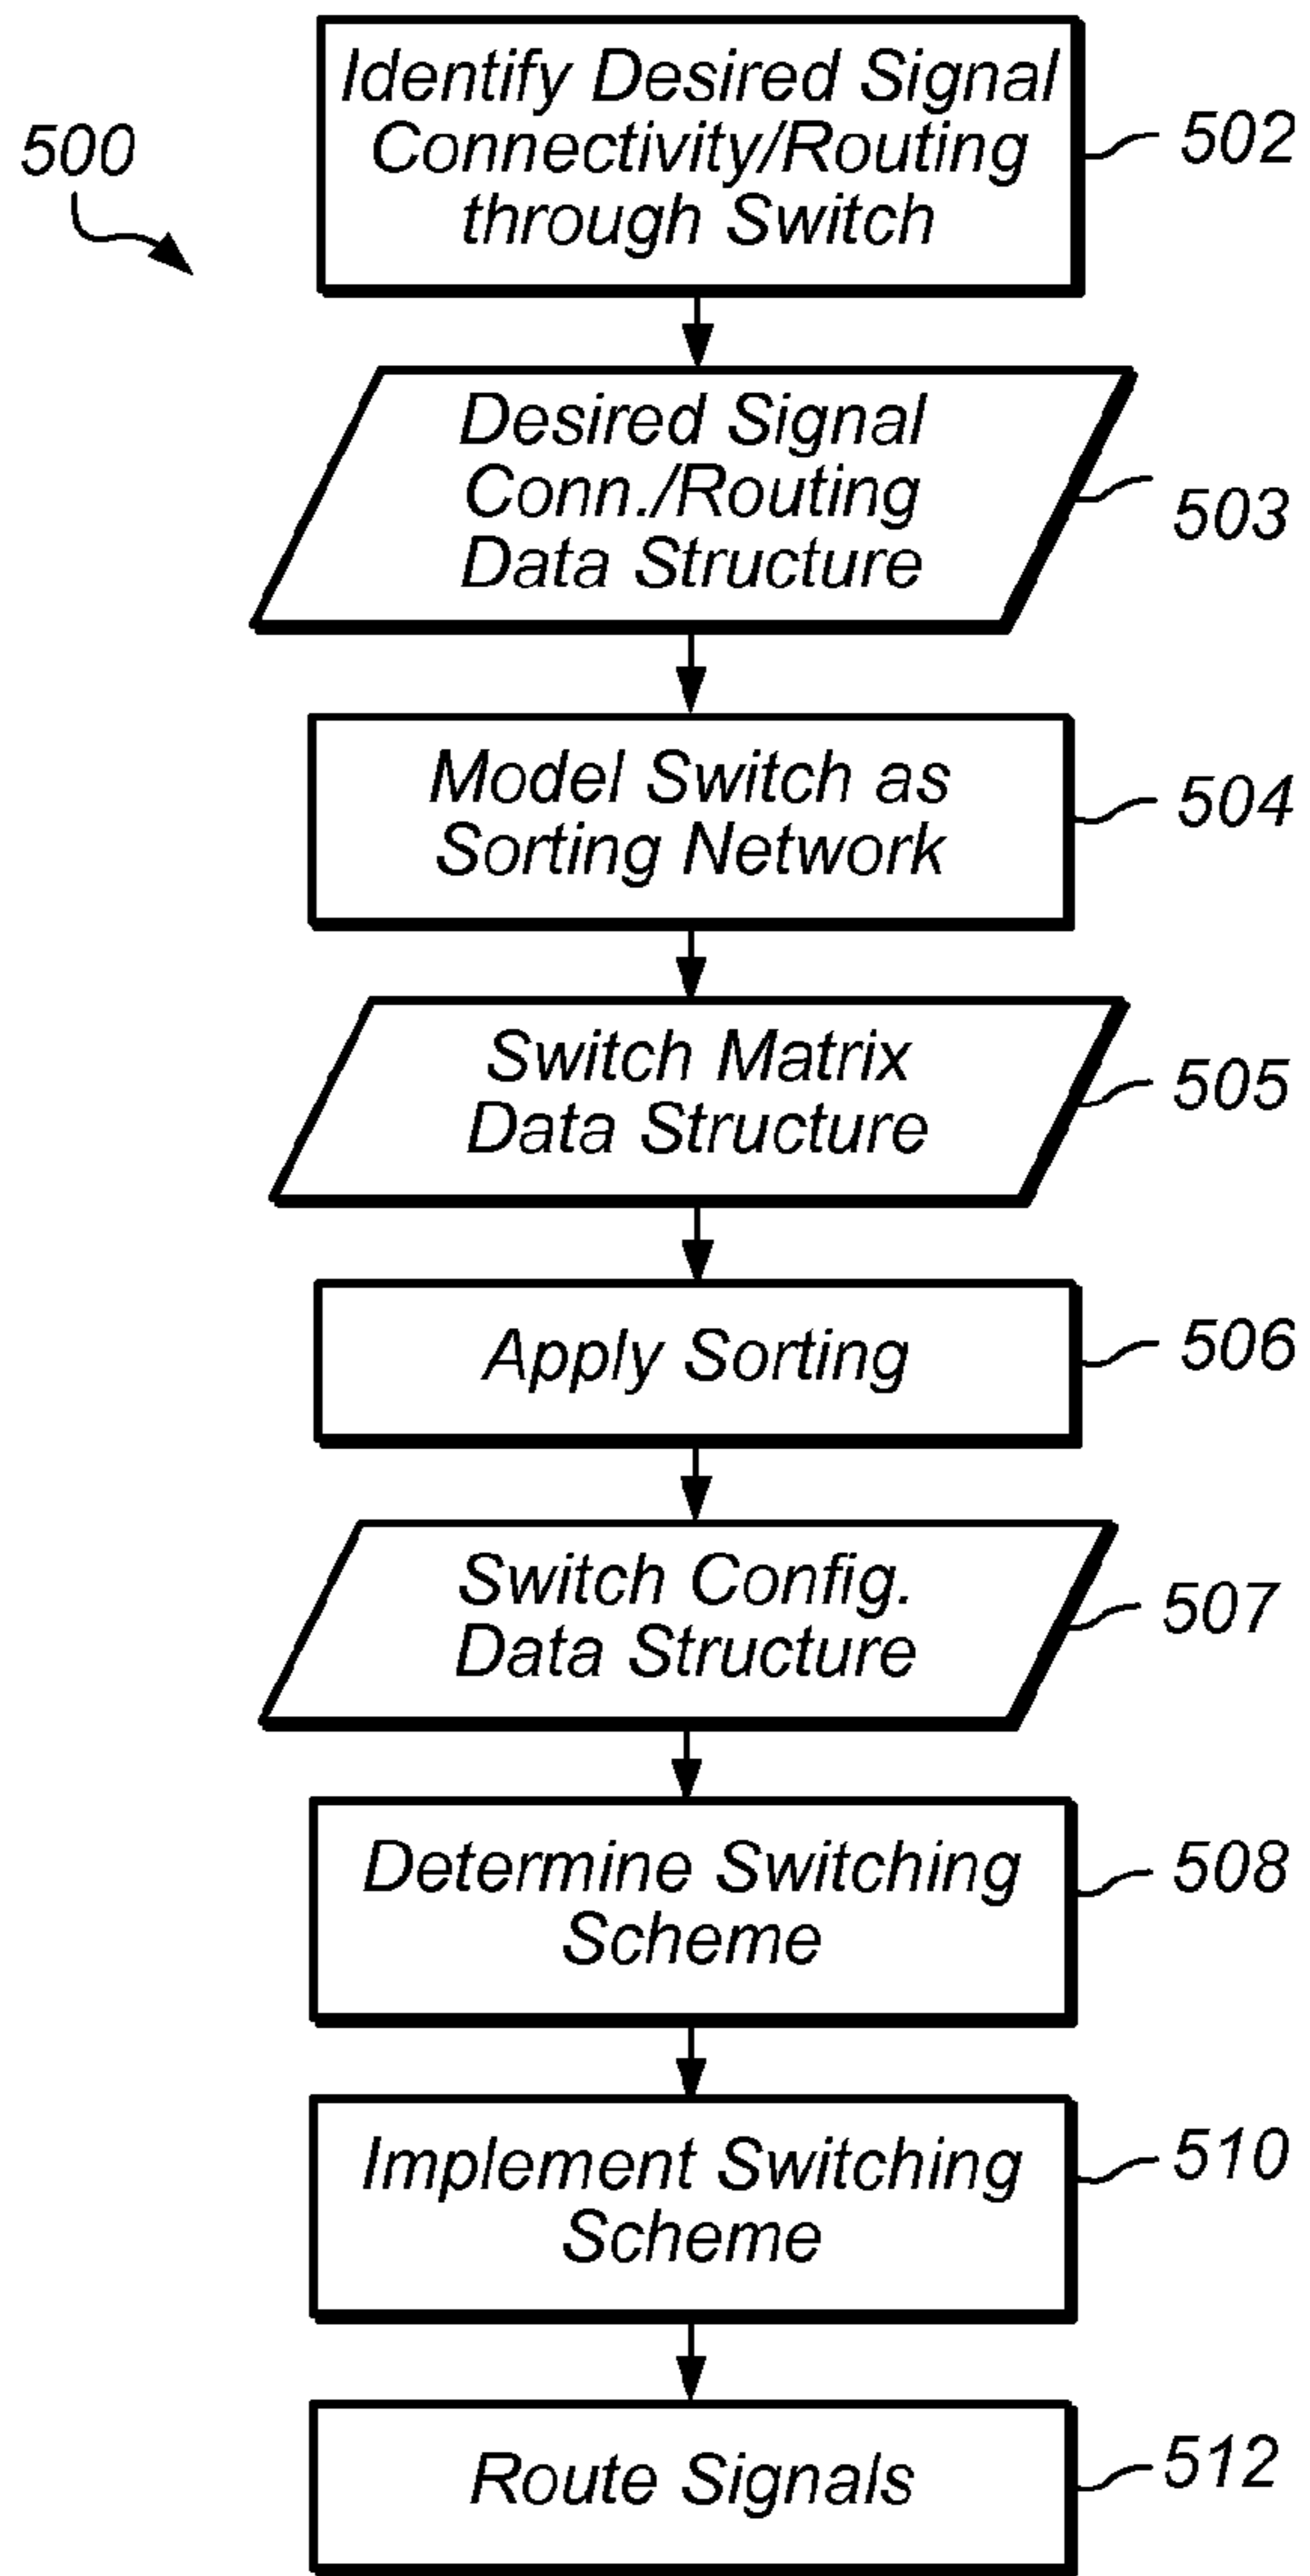 Identify Desired Signal
Connectivity/Routing
through Switch
502
500
Desired Signal
Conn./Routing
Data Structure
503
Model Switch as
Sorting Network
504
Switch Matrix
Data Structure
505
Apply Sorting
506
Switch Config.
Data Structure
507
Determine Switching
Scheme
508
Implement Switching
Scheme
510
Route Signals
512